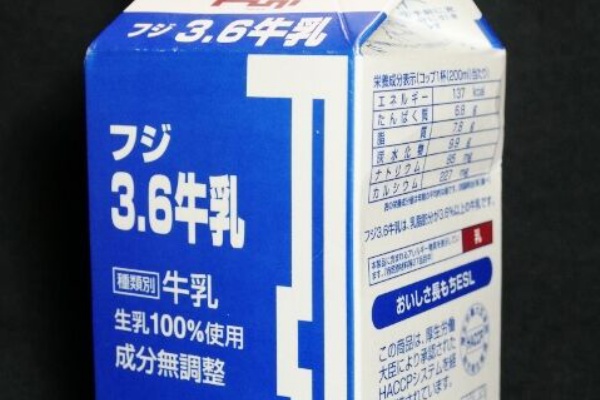 フジ 3.6牛乳
フジ
3.6牛乳
種類別 牛乳
生乳100%使用
成分無調整
栄養成分表示(コップ1杯(200ml)当たり)
エネルギー 137 kcal
たんぱく質 6.8 g
脂質 7.8 g
炭水化物 9.9 g
ナトリウム 85 mg
カルシウム 227 mg
フジ3.6牛乳は、乳脂肪分が3.6%以上の牛乳です。
乳
おいしさ長もちESL
この商品は、厚生労働
大臣により承認された
HACCPシステムを経
HACCP